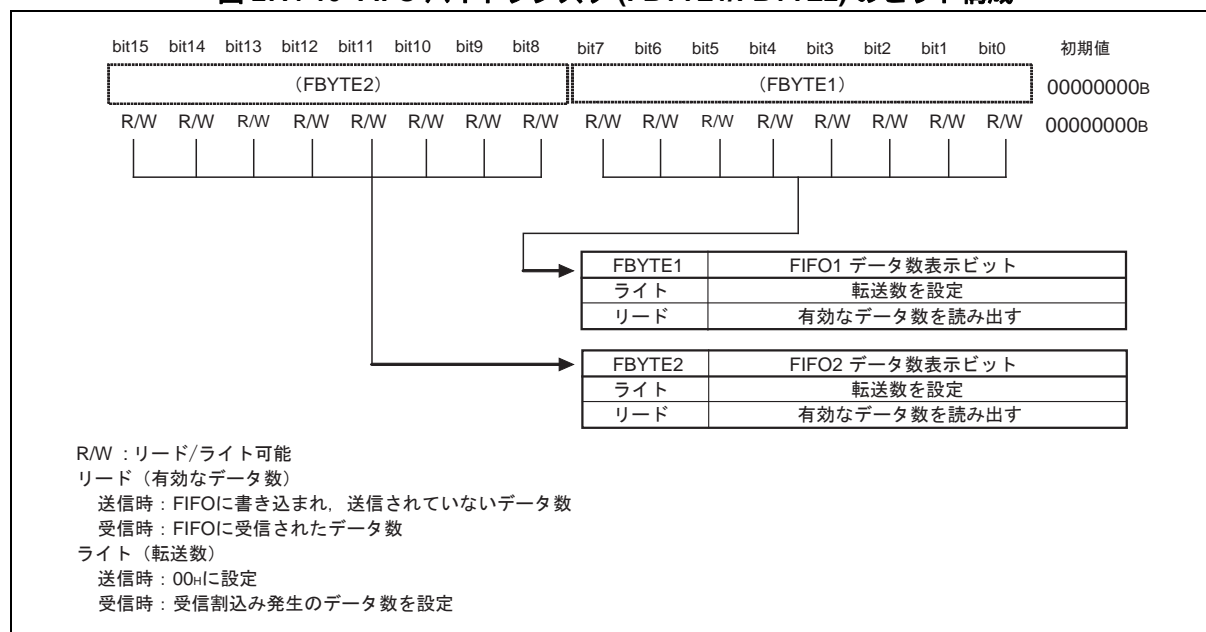 bit15 bit14 bit13 bit12 bit11 bit10 bit9 bit8 bit7 bit6 bit5 bit4 bit3 bit2 bit1 bit0 初期値
(FBYTE2) (FBYTE1) 00000000B
R/W R/W R/W R/W R/W R/W R/W R/W R/W R/W R/W R/W R/W R/W R/W R/W 00000000B
FBYTE1 FIFO1 データ数表示ビット
ライト 転送数を設定
リード 有効なデータ数を読み出す
FBYTE2 FIFO2 データ数表示ビット
ライト 転送数を設定
リード 有効なデータ数を読み出す
R/W : リード/ライト可能
リード（有効なデータ数）
送信時：FIFOに書き込まれ，送信されていないデータ数
受信時：FIFOに受信されたデータ数
ライト（転送数）
送信時：00Hに設定
受信時：受信割込み発生のデータ数を設定